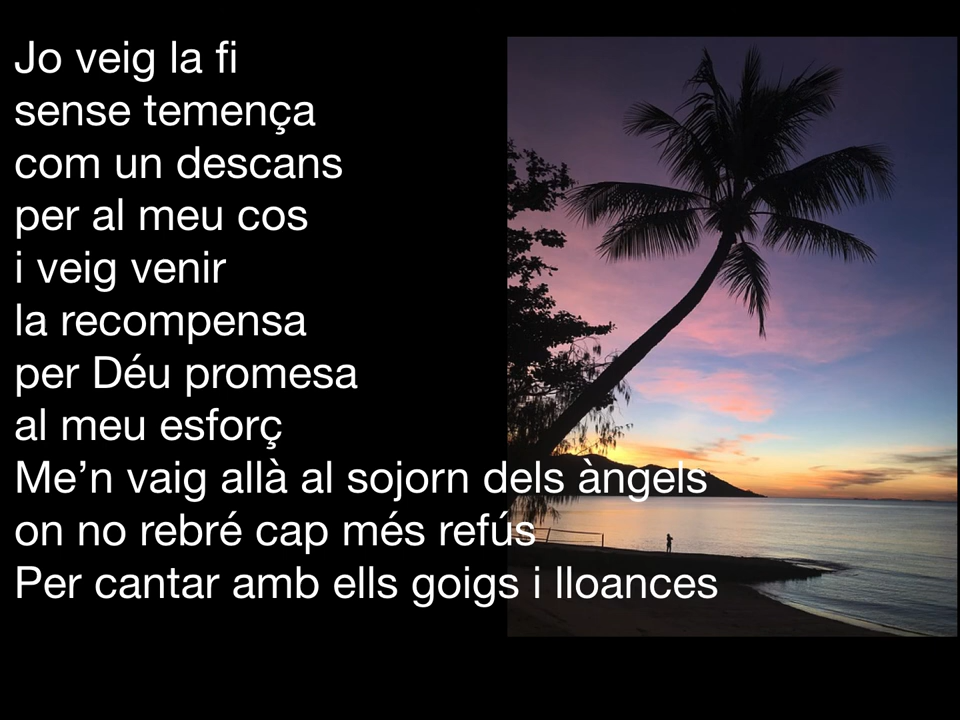 Jo veig la fi
sense temença
com un descans
per al meu cos
i veig venir
la recompensa
per Déu promesa
al meu esforç
Me’n vaig allà al sojorn dels àngels
on no rebré cap més refús
Per cantar amb ells goigs i lloances